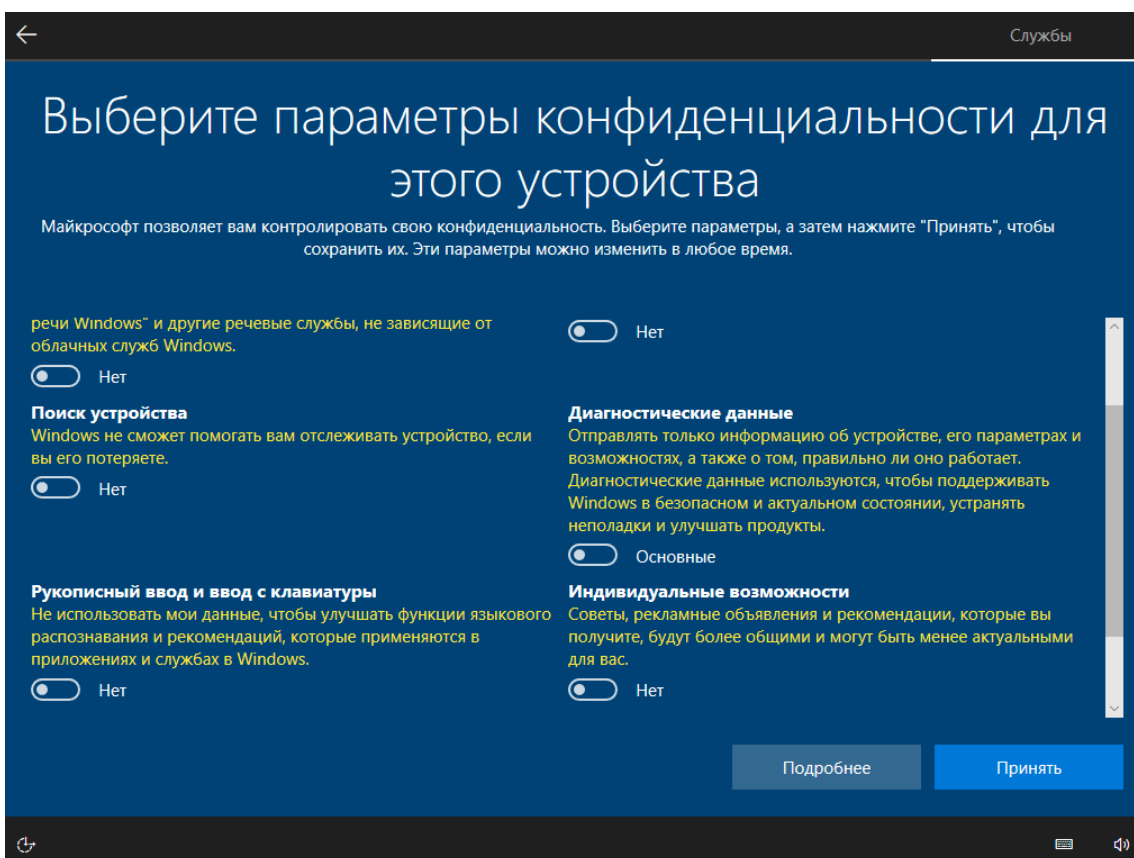 Службы
Выберите параметры конфиденциальности для
этого устройства
Майкрософт позволяет вам контролировать свою конфиденциальность. Выберите параметры, а затем нажмите "Принять", чтобы
сохранить их. Эти параметры можно изменить в любое время.
речи Windows" и другие речевые службы, не зависящие от
облачных служб Windows.
Нет
Нет
Поиск устройства
Windows не сможет помогать вам отслеживать устройство, если
вы его потеряете.
Нет
Диагностические данные
Отправлять только информацию об устройстве, его параметрах и
возможностях, а также о том, правильно ли оно работает.
Диагностические данные используются, чтобы поддерживать
Windows в безопасном и актуальном состоянии, устранять
неполадки и улучшать продукты.
Основные
Рукописный ввод и ввод с клавиатуры
Не использовать мои данные, чтобы улучшать функции языкового
распознавания и рекомендаций, которые применяются в
приложениях и службах в Windows.
Нет
Индивидуальные возможности
Советы, рекламные объявления и рекомендации, которые вы
получите, будут более общими и могут быть менее актуальными
для вас.
Нет
Подробнее
Принять